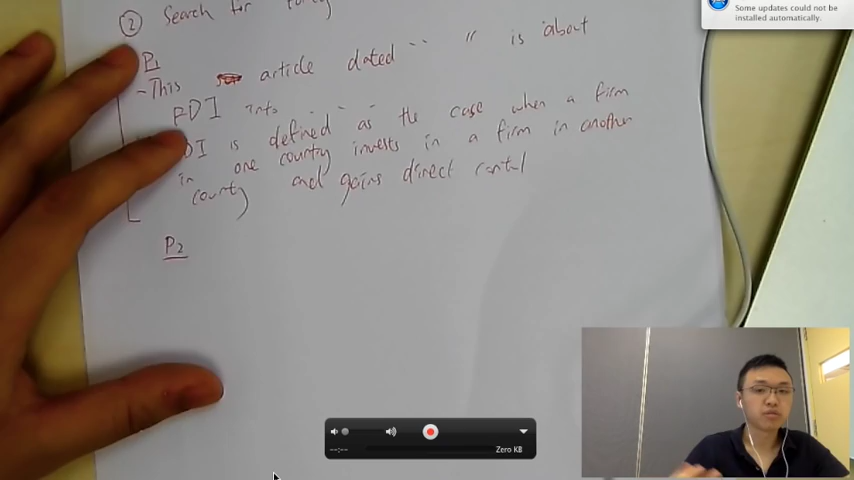 ② Search for
P1
- This article dated " " is about
FDI into - - -
DI is defined as the case when a firm
in one country invests in a firm in another
country and gains direct control
P2
Some updates could not be
installed automatically.
--:--
Zero KB